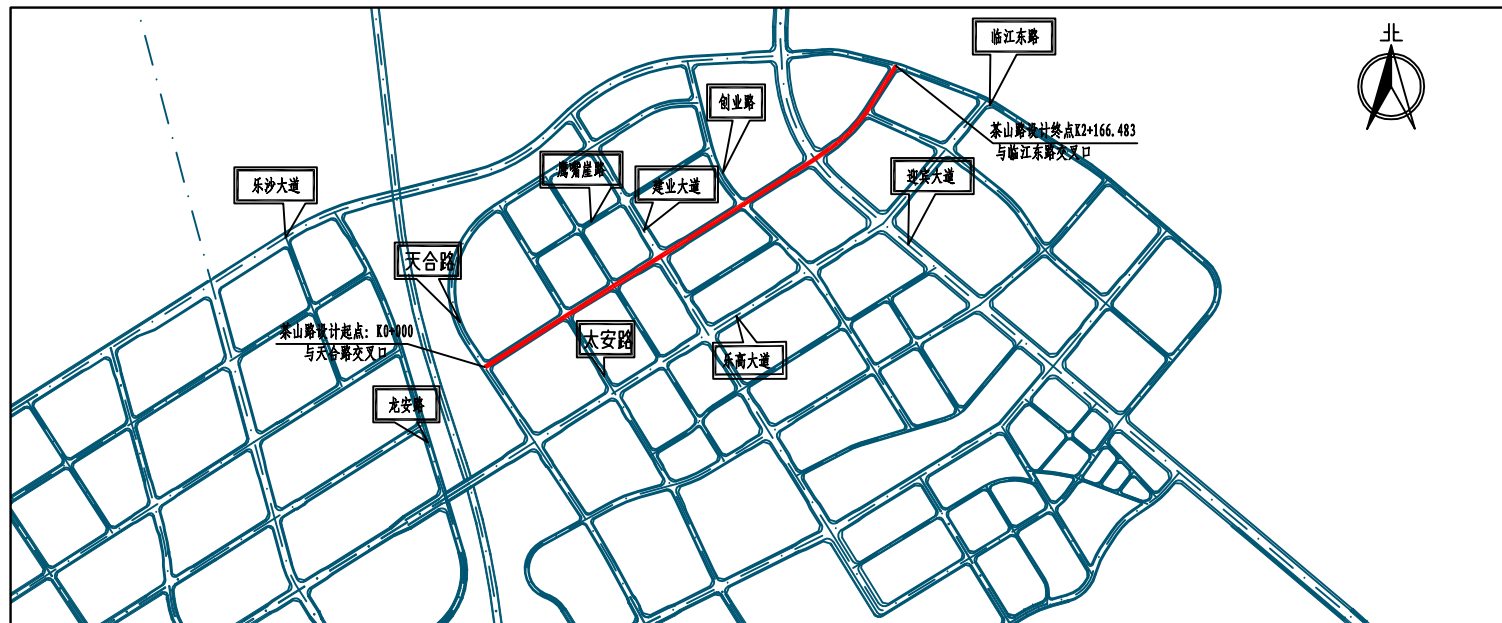 北
临江东路
创业路
茶山路设计终点K2+166.483
与临江东路交叉口
鹰嘴崖路
建业大道
迎宾大道
乐沙大道
天合路
茶山路设计起点：K0+000
与天合路交叉口
太安路
乐高大道
龙安路